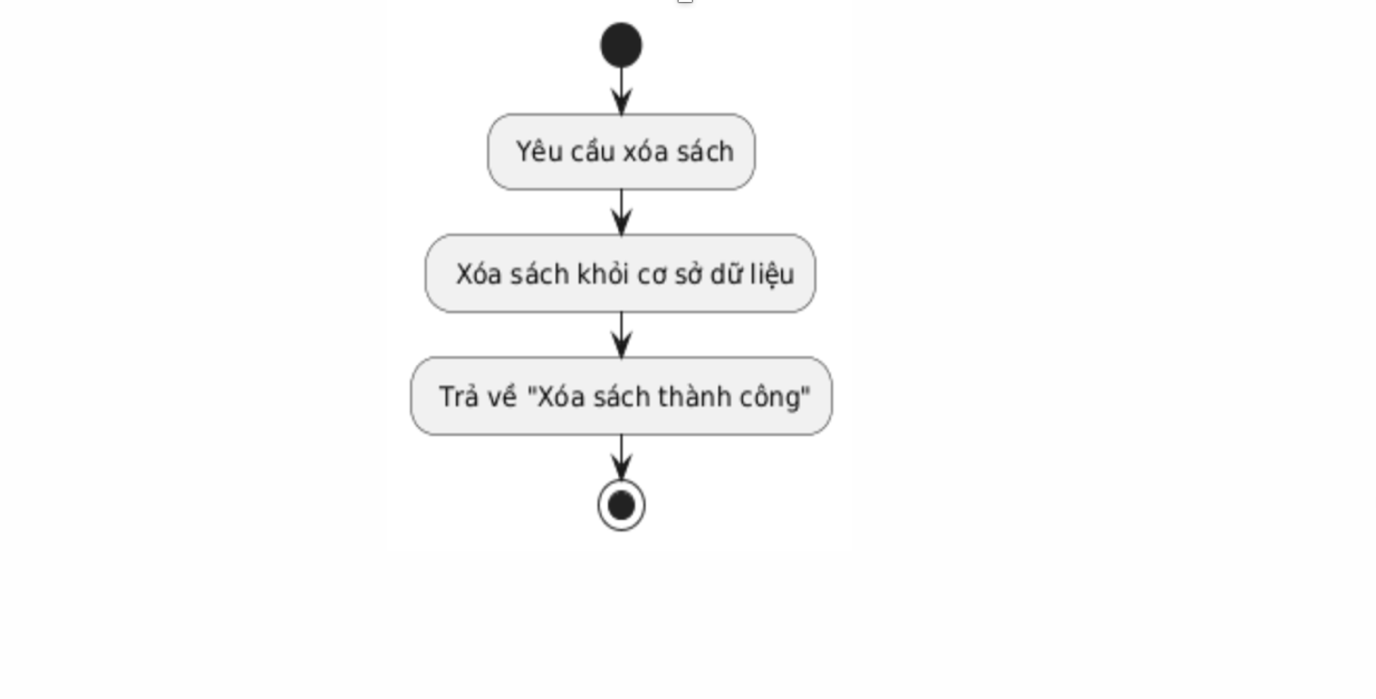 Yêu cầu xóa sách
Xóa sách khỏi cơ sở dữ liệu
Trả về "Xóa sách thành công"